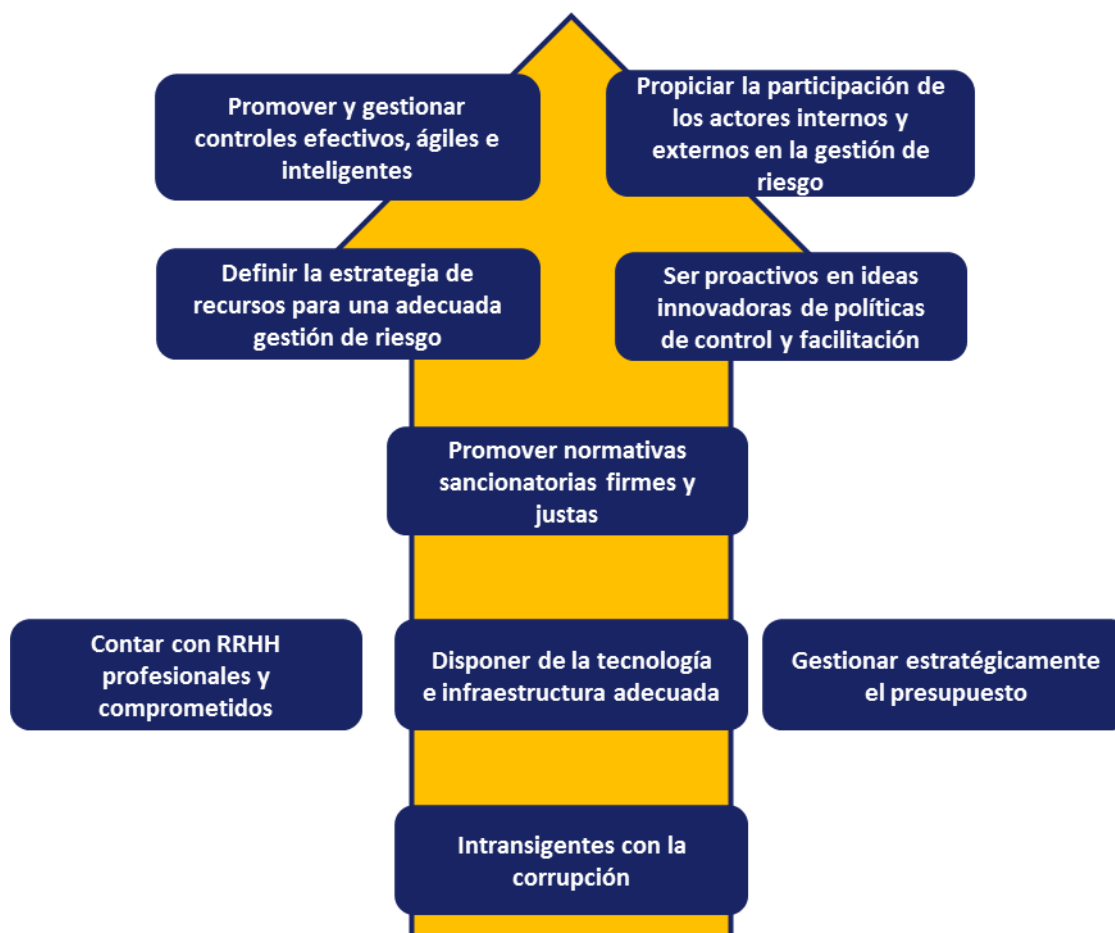 Promover y gestionar
controles efectivos, ágiles e
inteligentes
Propiciar la participación de
los actores internos y
externos en la gestión de
riesgo
Definir la estrategia de
recursos para una adecuada
gestión de riesgo
Ser proactivos en ideas
innovadoras de políticas
de control y facilitación
Promover normativas
sancionatorias firmes y
justas
Contar con RRHH
profesionales y
comprometidos
Disponer de la tecnología
e infraestructura adecuada
Gestionar estratégicamente
el presupuesto
Intransigentes con la
corrupción